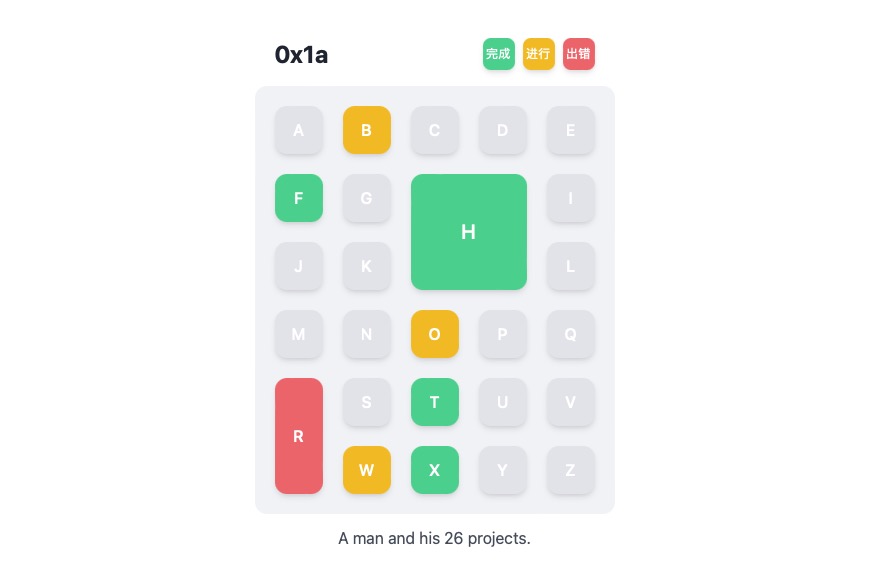 0x1a 完成 进行 出错
A B C D E
F G H I
J K L
M N O P Q
R S T U V
W X Y Z
A man and his 26 projects.